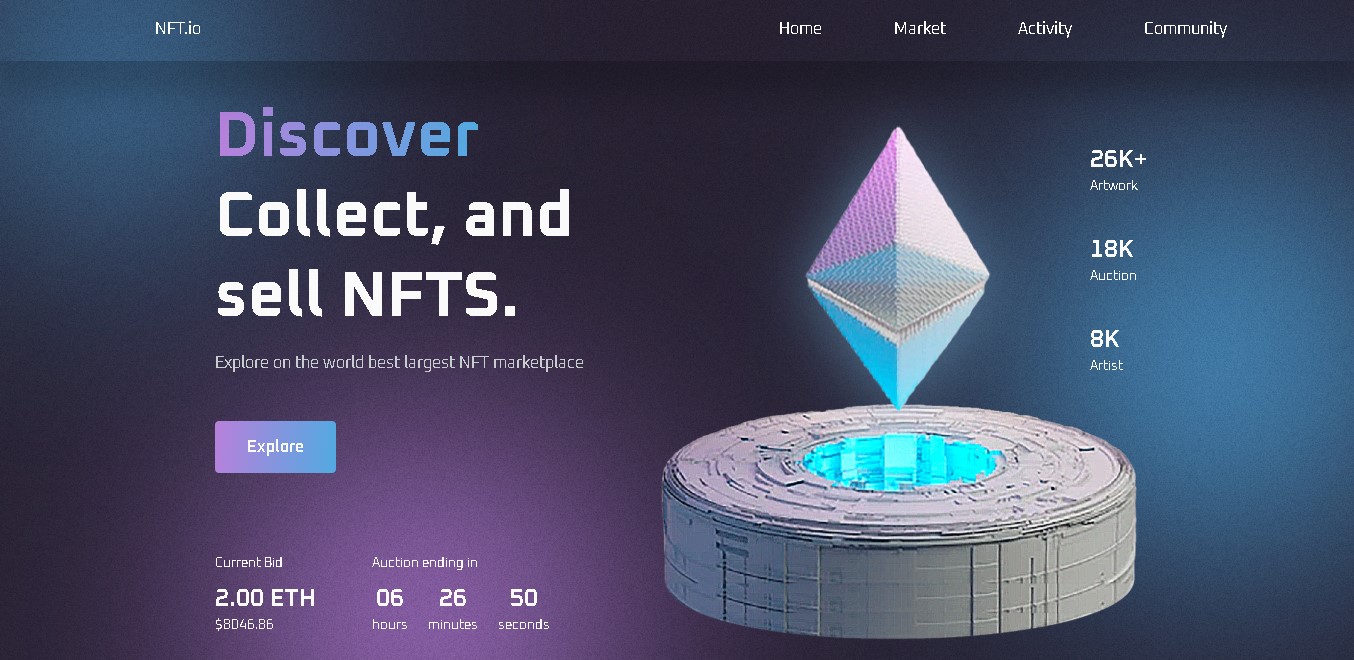 NFT.io
Home Market Activity Community
Discover
Collect, and
sell NFTS.
Explore on the world best largest NFT marketplace
Explore
26K+
Artwork
18K
Auction
8K
Artist
Current Bid
2.00 ETH
$8046.86
Auction ending in
06 26 50
hours minutes seconds